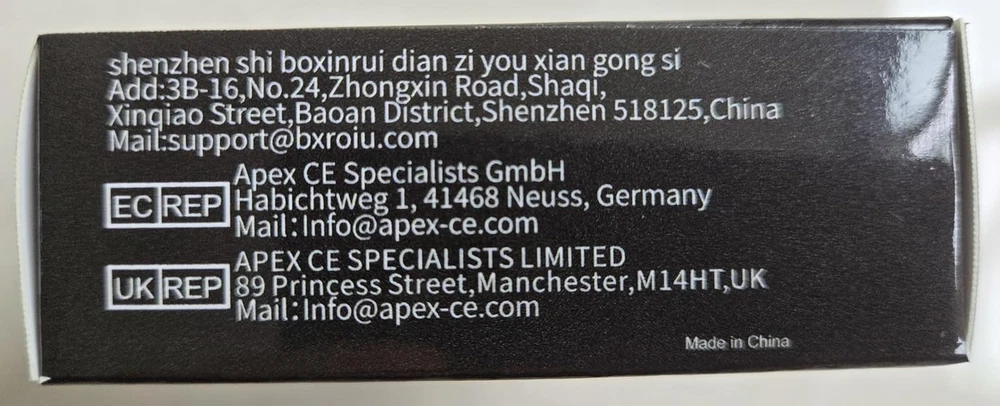 shenzhen shi boxinrui dian zi you xian gong si
Add:3B-16,No.24,Zhongxin Road,Shaqi,
Xinqiao Street,Baoan District,Shenzhen 518125,China
Mail:support@bxroiu.com
Apex CE Specialists GmbH
EC REP Habichtweg 1, 41468 Neuss, Germany
Mail:Info@apex-ce.com
APEX CE SPECIALISTS LIMITED
UK REP 89 Princess Street,Manchester,M14HT,UK
Mail:Info@apex-ce.com
Made in China